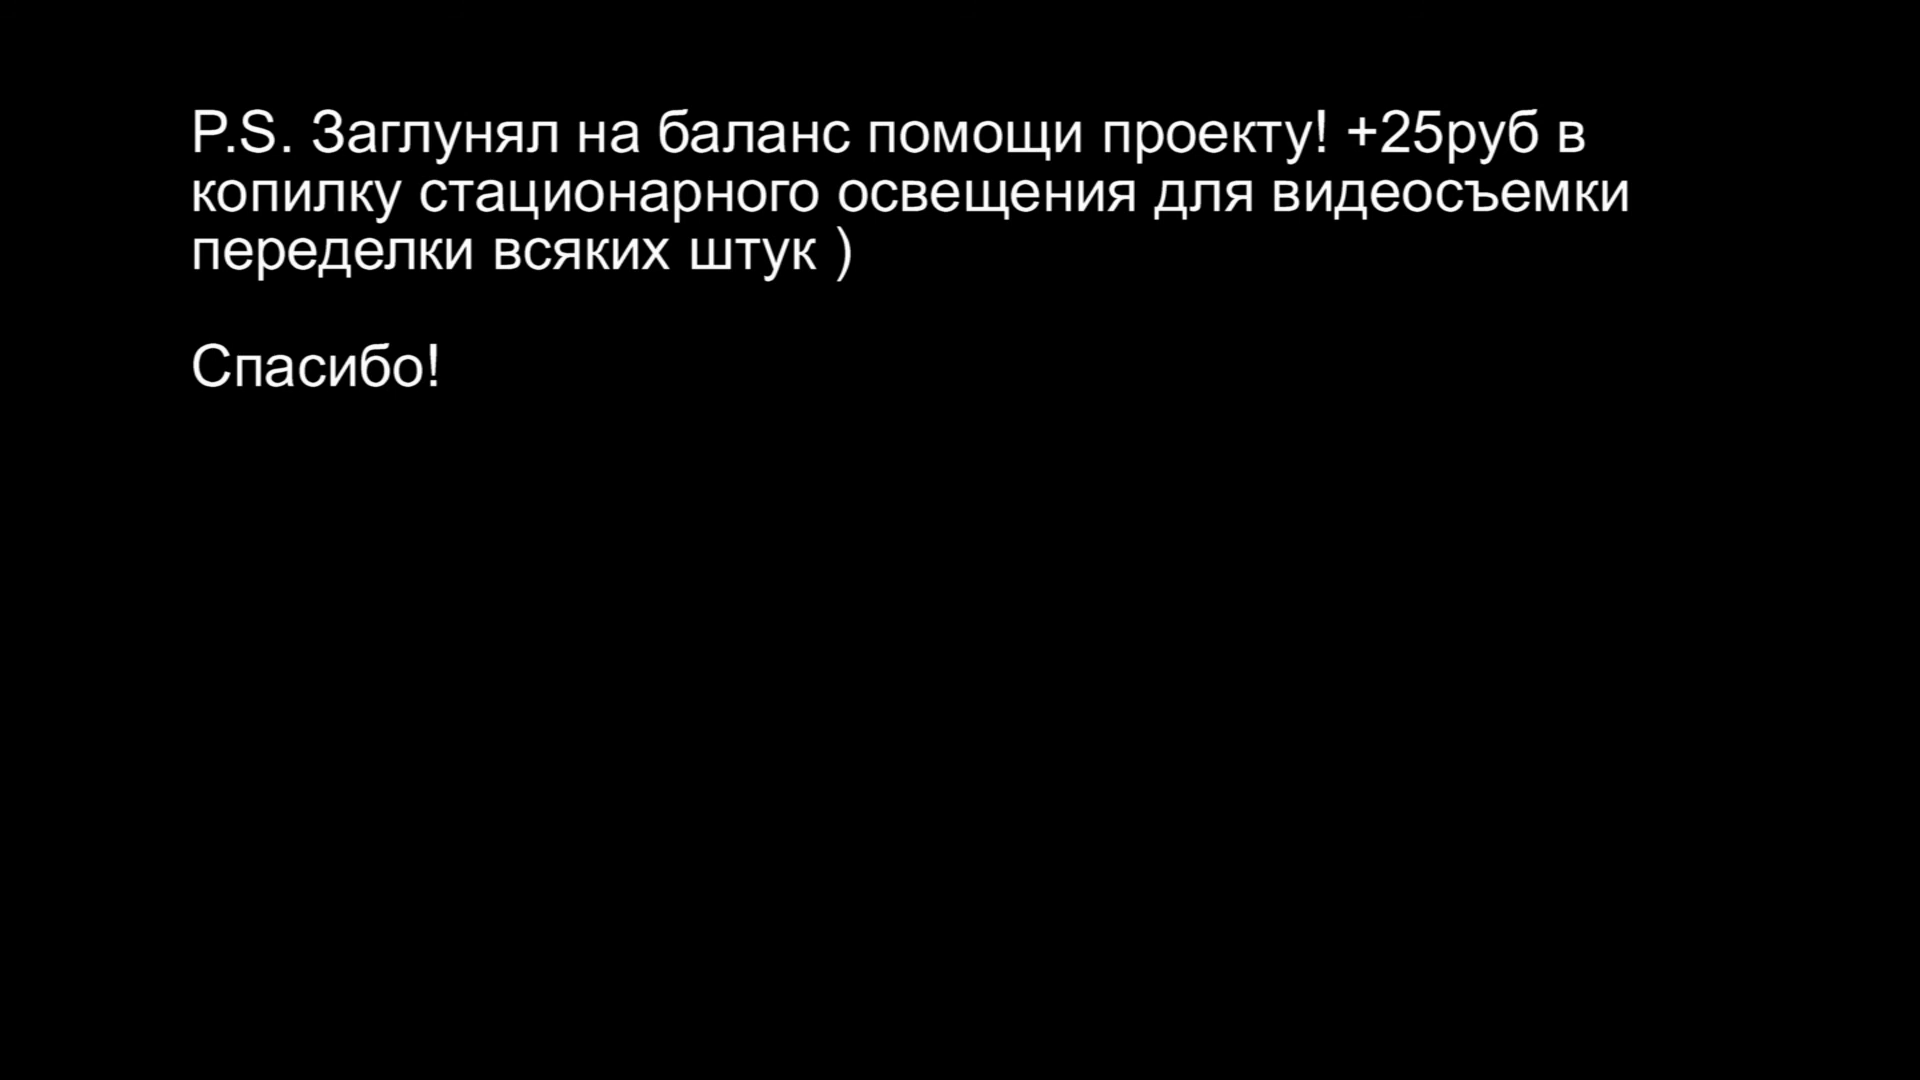 P.S. Заглунял на баланс помощи проекту! +25руб в
копилку стационарного освещения для видеосъемки
переделки всяких штук )
Спасибо!